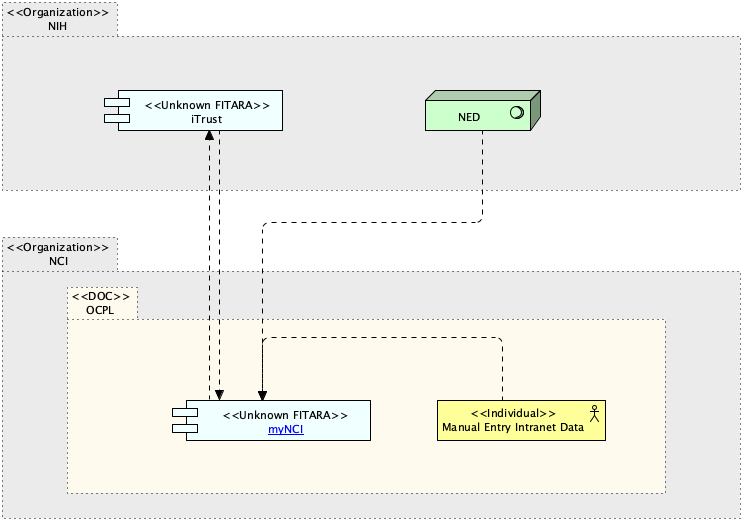 <<Organization>>
NIH
<<Unknown FITARA>>
iTrust
NED
<<Organization>>
NCI
<<DOC>>
OCPL
<<Unknown FITARA>>
myNCI
<<Individual>>
Manual Entry Intranet Data